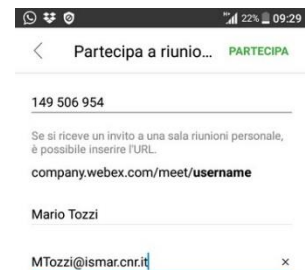 22% 09:29
Partecipa a riunio... PARTECIPA
149 506 954
Se si riceve un invito a una sala riunioni personale,
è possibile inserire l'URL.
company.webex.com/meet/username
Mario Tozzi
MTozzi@ismar.cnr.it